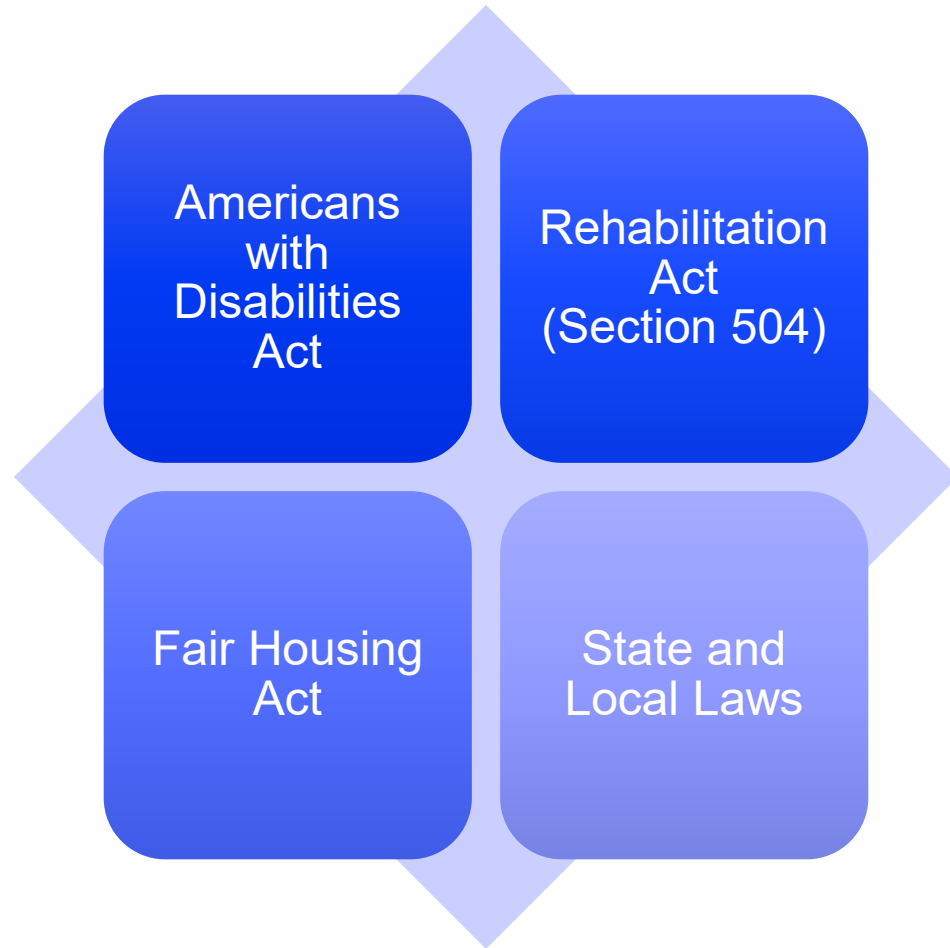 Americans
with
Disabilities
Act
Rehabilitation
Act
(Section 504)
Fair Housing
Act
State and
Local Laws